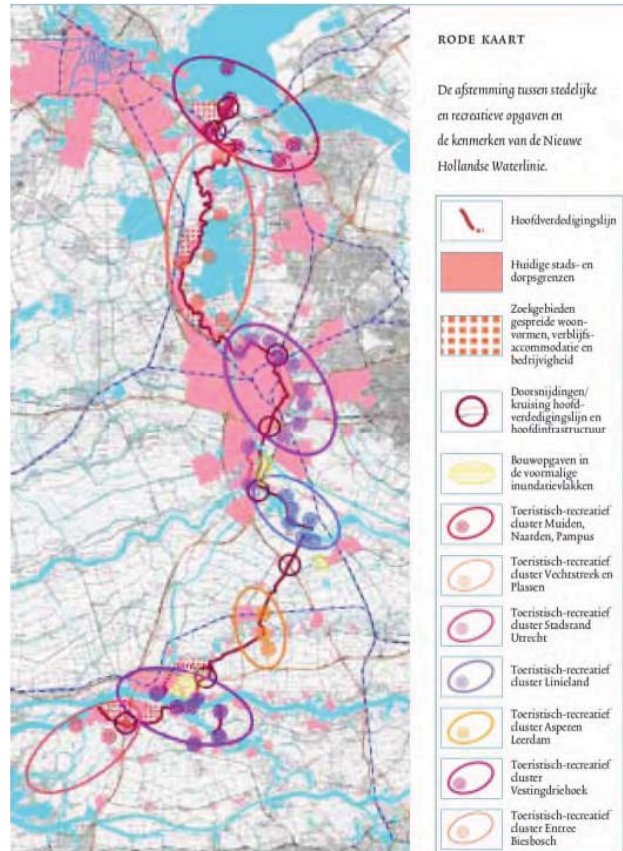 RODE KAART
De afstemming tussen stedelijke
en recreatieve opgaven en
de kenmerken van de Nieuwe
Hollandse Waterlinie.
Hoofdverdedigingslijn
Huidige stads- en
dorpsgrenzen
Zoekgebieden
gespreide woon-
vormen, verblijfs-
accommodatie en
bedrijvigheid
Doorsnijdingen/
kruising hoofd-
verdedigingslijn en
hoofdinfrastructuur
Bouwopgaven in
de voormalige
inundatievlakken
Toeristisch-recreatief
cluster Muiden,
Naarden, Pampus
Toeristisch-recreatief
cluster Vechtstreek en
Plassen
Toeristisch-recreatief
cluster Stadsrand
Utrecht
Toeristisch-recreatief
cluster Linieland
Toeristisch-recreatief
cluster Asperen
Leerdam
Toeristisch-recreatief
cluster
Vestingdriehoek
Toeristisch-recreatief
cluster Entree
Biesbosch